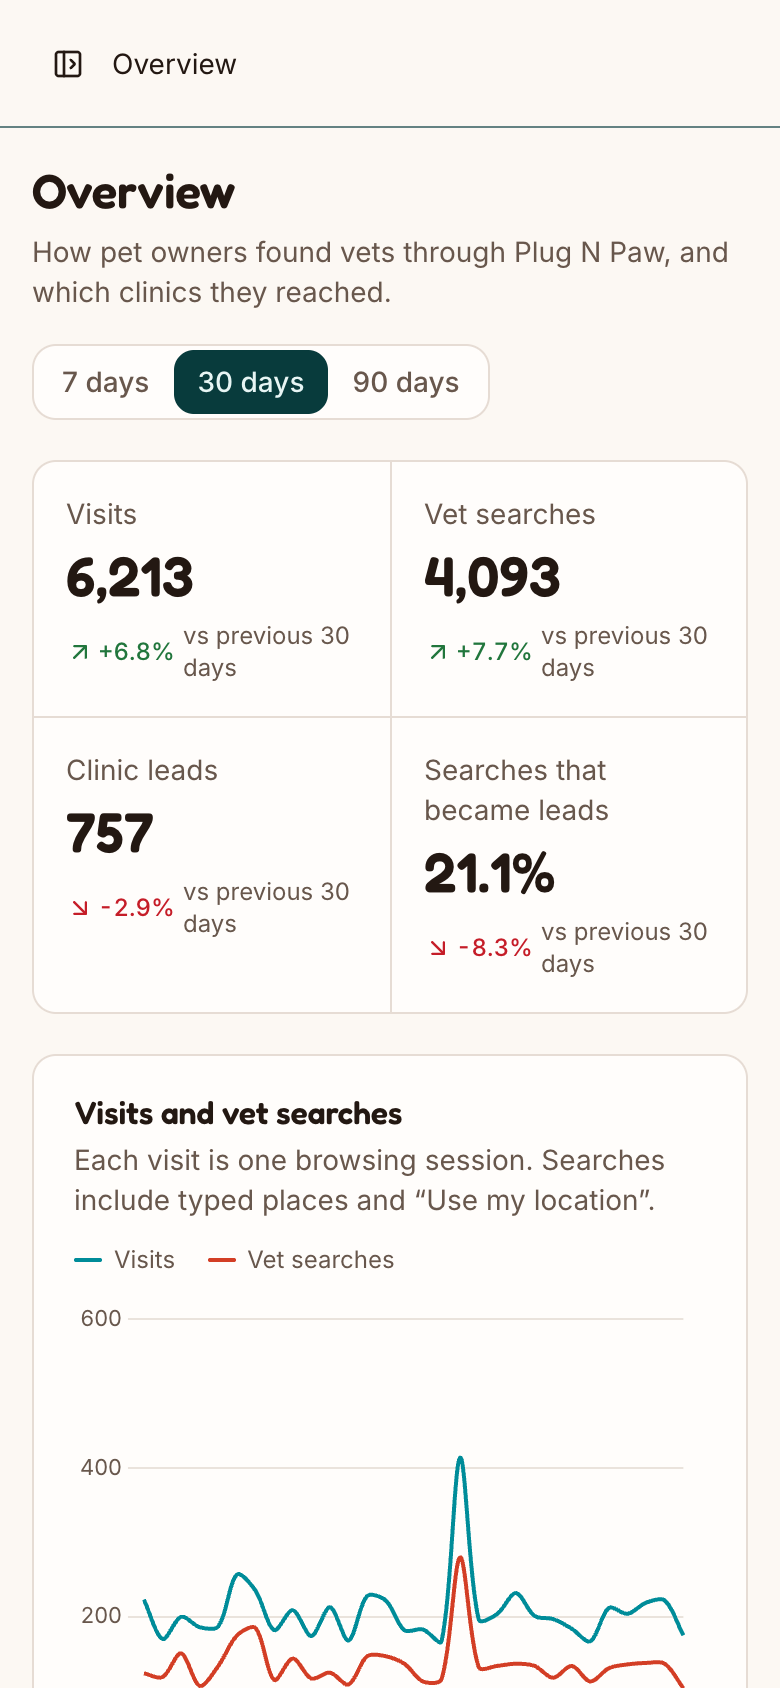 Overview
Overview
How pet owners found vets through Plug N Paw, and
which clinics they reached.
7 days 30 days 90 days
Visits
6,213
+6.8% vs previous 30
days
Vet searches
4,093
+7.7% vs previous 30
days
Clinic leads
757
-2.9% vs previous 30
days
Searches that
became leads
21.1%
-8.3% vs previous 30
days
Visits and vet searches
Each visit is one browsing session. Searches
include typed places and “Use my location”.
Visits Vet searches
600
400
200